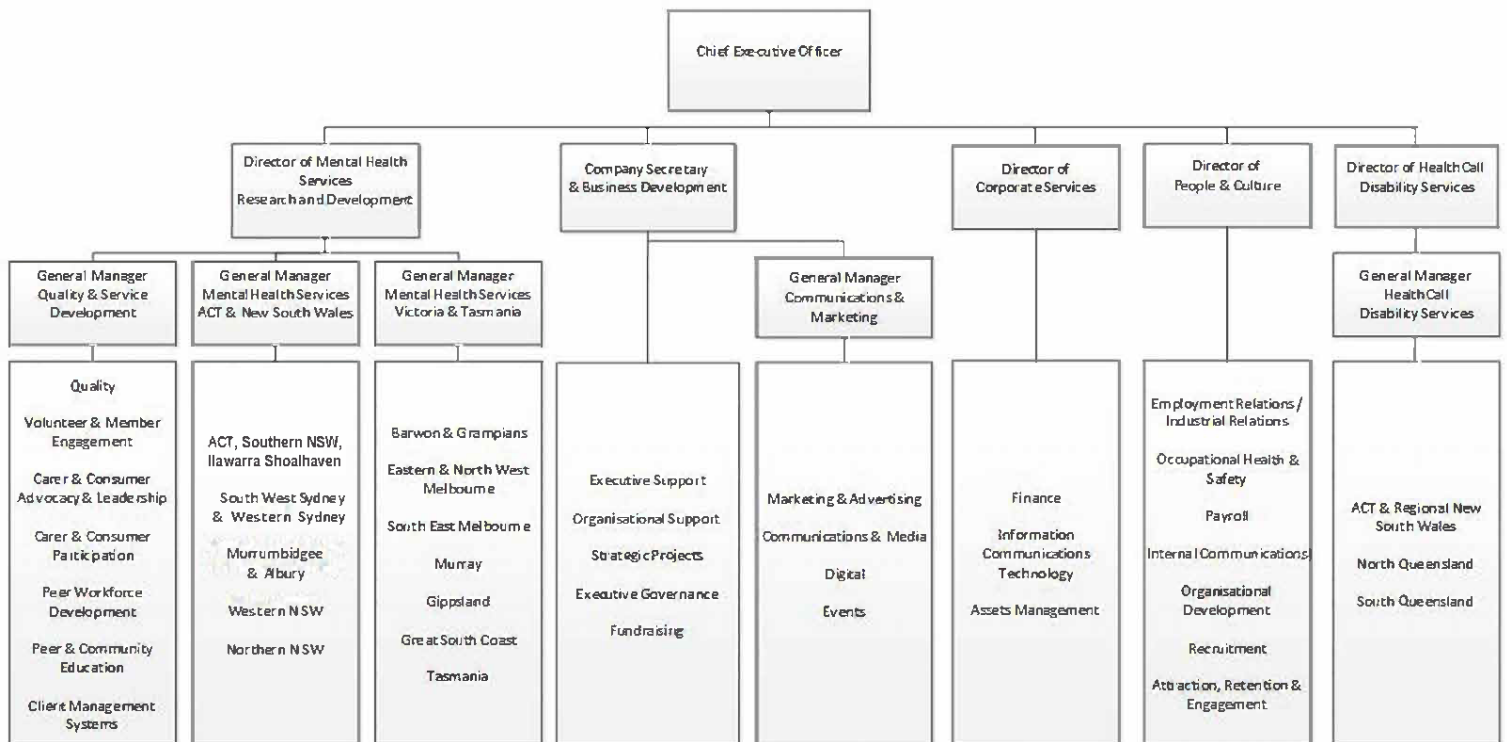 Chief Executive Officer
Director of Mental Health
Services
Research and Development
Company Secretary
& Business Development
Director of
Corporate Services
Director of
People & Culture
Director of HealthCall
Disability Services
General Manager
Quality & Service
Development
General Manager
Mental Health Services
ACT & New South Wales
General Manager
Mental Health Services
Victoria & Tasmania
General Manager
Communications &
Marketing
General Manager
HealthCall
Disability Services
Quality
Volunteer & Member
Engagement
Carer & Consumer
Advocacy & Leadership
Carer & Consumer
Participation
Peer Workforce
Development
Peer & Community
Education
Client Management
Systems
ACT, Southern NSW,
Ilawarra Shoalhaven
South West Sydney
& Western Sydney
Murrumbidgee
& Albury
Western NSW
Northern NSW
Barwon & Grampians
Eastern & North West
Melbourne
South East Melbourne
Murray
Gippsland
Great South Coast
Tasmania
Executive Support
Organisational Support
Strategic Projects
Executive Governance
Fundraising
Marketing & Advertising
Communications & Media
Digital
Events
Finance
Information
Communications
Technology
Assets Management
Employment Relations /
Industrial Relations
Occupational Health &
Safety
Payroll
Internal Communications
Organisational
Development
Recruitment
Attraction, Retention &
Engagement
ACT & Regional New
South Wales
North Queensland
South Queensland